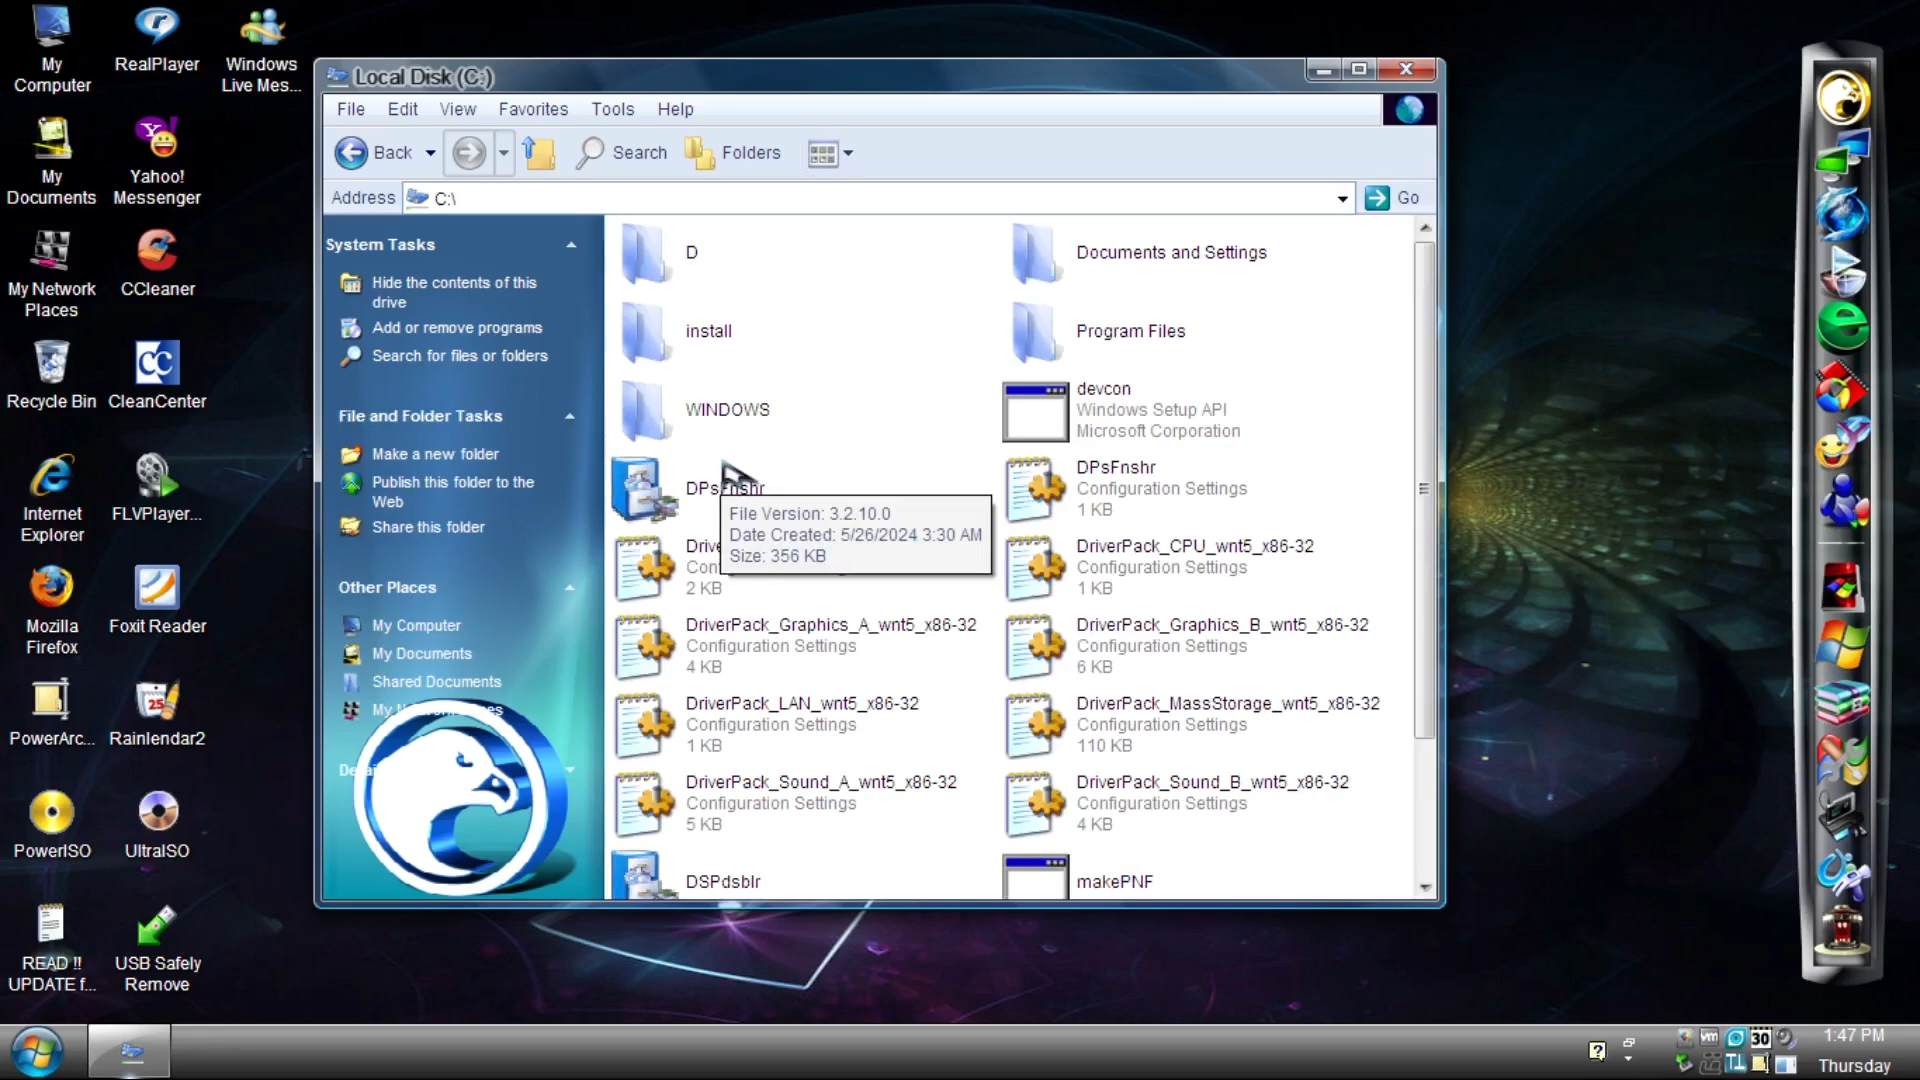 My
Computer
RealPlayer
Windows
Live Mes...
My
Documents
Yahoo!
Messenger
My Network
Places
CCleaner
Recycle Bin
CleanCenter
Internet
Explorer
FLVPlayer...
Mozilla
Firefox
Foxit Reader
PowerArc...
Rainlendar2
PowerISO
UltraISO
READ !!
UPDATE f...
USB Safely
Remove
Local Disk (C:)
File Edit View Favorites Tools Help
Back Search Folders
Address C:\ Go
System Tasks
Hide the contents of this
drive
Add or remove programs
Search for files or folders
File and Folder Tasks
Make a new folder
Publish this folder to the
Web
Share this folder
Other Places
My Computer
My Documents
Shared Documents
My
D
Documents and Settings
install
Program Files
WINDOWS
devcon
Windows Setup API
Microsoft Corporation
DPsFnshr
DPsFnshr
Configuration Settings
1 KB
File Version: 3.2.10.0
Date Created: 5/26/2024 3:30 AM
Size: 356 KB
2 KB
DriverPack_CPU_wnt5_x86-32
Configuration Settings
1 KB
DriverPack_Graphics_A_wnt5_x86-32
Configuration Settings
4 KB
DriverPack_Graphics_B_wnt5_x86-32
Configuration Settings
6 KB
DriverPack_LAN_wnt5_x86-32
Configuration Settings
1 KB
DriverPack_MassStorage_wnt5_x86-32
Configuration Settings
110 KB
DriverPack_Sound_A_wnt5_x86-32
Configuration Settings
5 KB
DriverPack_Sound_B_wnt5_x86-32
Configuration Settings
4 KB
DSPdsblr
makePNF
30
1:47 PM
Thursday